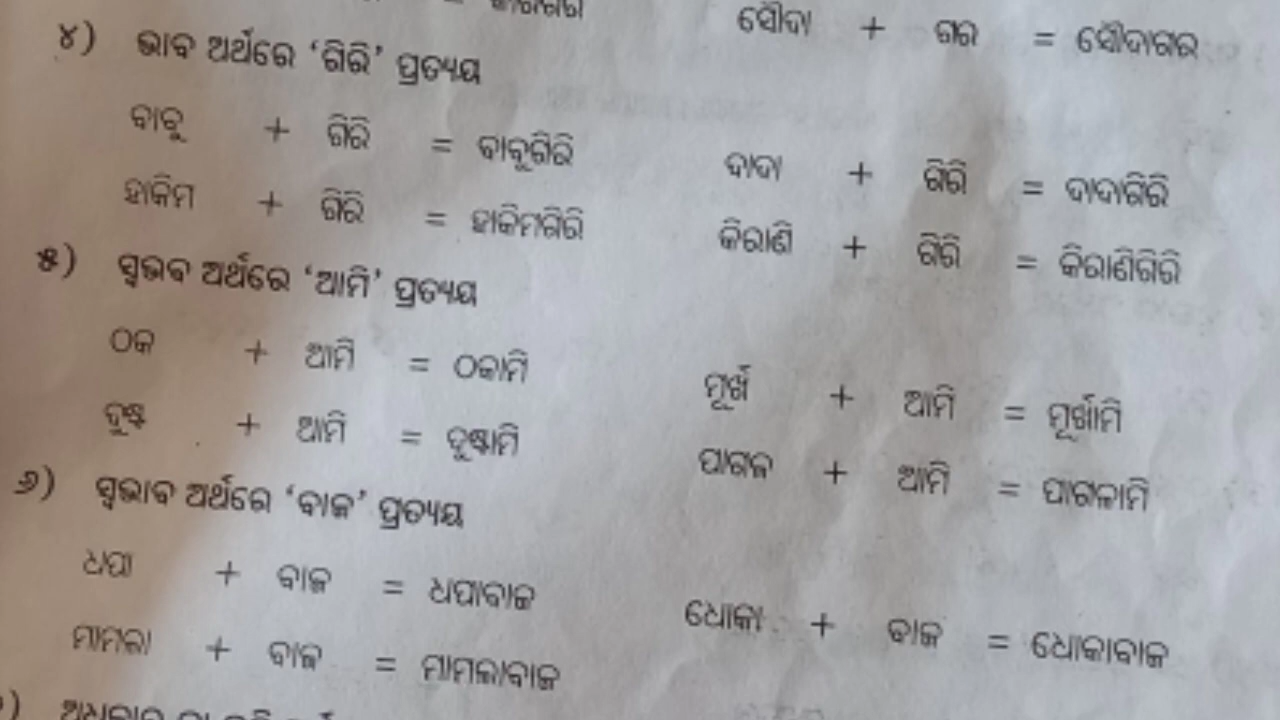 ସୌଦା + ଗର = ସୌଦାଗର
୪) ଭାବ ଅର୍ଥରେ ‘ଗିରି’ ପ୍ରତ୍ୟୟ
ବାବୁ + ଗିରି = ବାବୁଗିରି ଦାଦା + ଗିରି = ଦାଦାଗିରି
ହାକିମ + ଗିରି = ହାକିମଗିରି କିରାଣି + ଗିରି = କିରାଣିଗିରି
୫) ସ୍ୱଭବ ଅର୍ଥରେ ‘ଆମି’ ପ୍ରତ୍ୟୟ
ଠକ + ଆମି = ଠକାମି ମୂର୍ଖ + ଆମି = ମୂର୍ଖାମି
ଦୁଷ୍ଟ + ଆମି = ଦୁଷ୍ଟାମି ପାଗଳ + ଆମି = ପାଗଳାମି
୬) ସ୍ୱଭାବ ଅର୍ଥରେ ‘ବାଜ’ ପ୍ରତ୍ୟୟ
ଧପା + ବାଜ = ଧପାବାଜ ଧୋକା + ବାଜ = ଧୋକାବାଜ
ମାମଲା + ବାଜ = ମାମଲାବାଜ